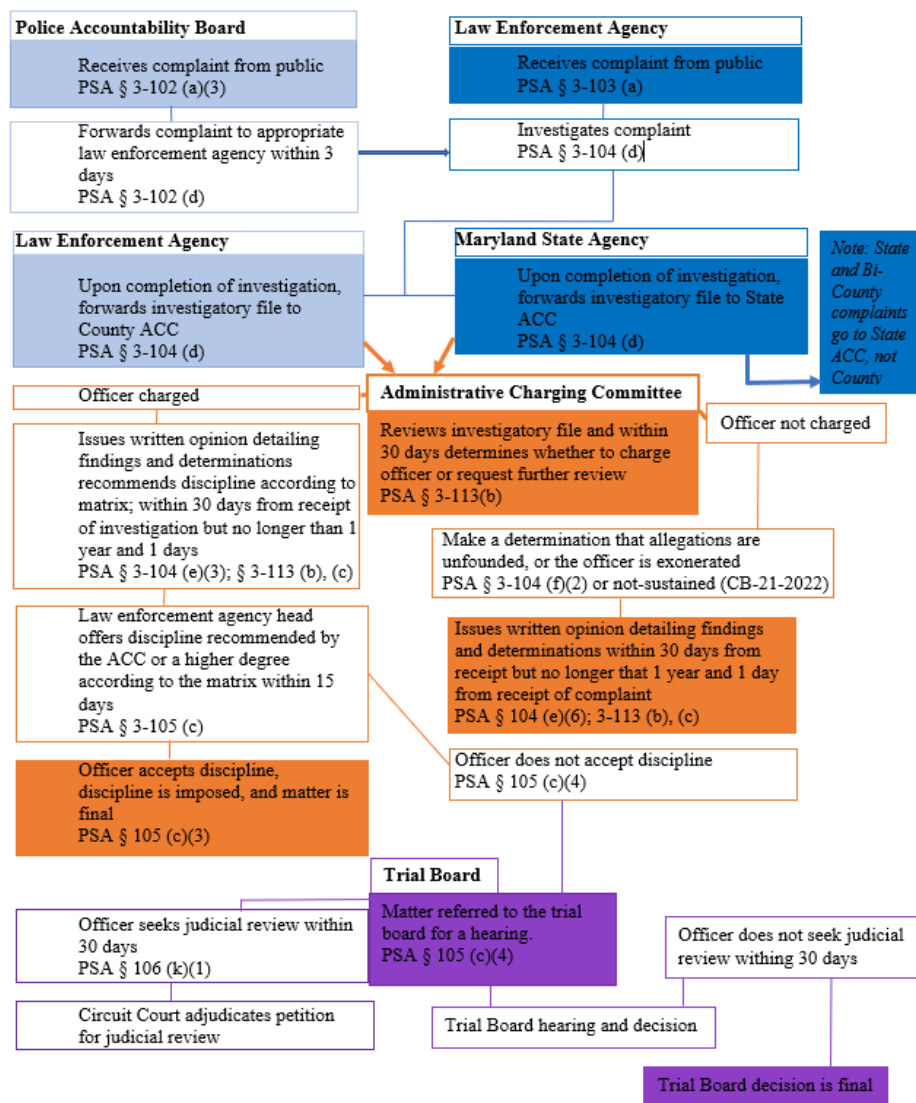 Police Accountability Board
Receives complaint from public
PSA § 3-102 (a)(3)
Forwards complaint to appropriate
law enforcement agency within 3
days
PSA § 3-102 (d)
Law Enforcement Agency
Receives complaint from public
PSA § 3-103 (a)
Investigates complaint
PSA § 3-104 (d)
Law Enforcement Agency
Upon completion of investigation,
forwards investigatory file to
County ACC
PSA § 3-104 (d)
Maryland State Agency
Upon completion of investigation,
forwards investigatory file to State
ACC
PSA § 3-104 (d)
Note: State
and Bi-
County
complaints
go to State
ACC, not
County
Administrative Charging Committee
Reviews investigatory file and within
30 days determines whether to charge
officer or request further review
PSA § 3-113(b)
Officer charged
Issues written opinion detailing
findings and determinations
recommends discipline according to
matrix; within 30 days from receipt
of investigation but no longer than 1
year and 1 days
PSA § 3-104 (e)(3); § 3-113 (b), (c)
Officer not charged
Make a determination that allegations are
unfounded, or the officer is exonerated
PSA § 3-104 (f)(2) or not-sustained (CB-21-2022)
Issues written opinion detailing findings
and determinations within 30 days from
receipt but no longer that 1 year and 1 day
from receipt of complaint
PSA § 104 (e)(6); 3-113 (b), (c)
Law enforcement agency head
offers discipline recommended by
the ACC or a higher degree
according to the matrix within 15
days
PSA § 3-105 (c)
Officer accepts discipline,
discipline is imposed, and matter is
final
PSA § 105 (c)(3)
Officer does not accept discipline
PSA § 105 (c)(4)
Trial Board
Matter referred to the trial
board for a hearing.
PSA § 105 (c)(4)
Officer seeks judicial review within
30 days
PSA § 106 (k)(1)
Circuit Court adjudicates petition
for judicial review
Trial Board hearing and decision
Officer does not seek judicial
review withing 30 days
Trial Board decision is final